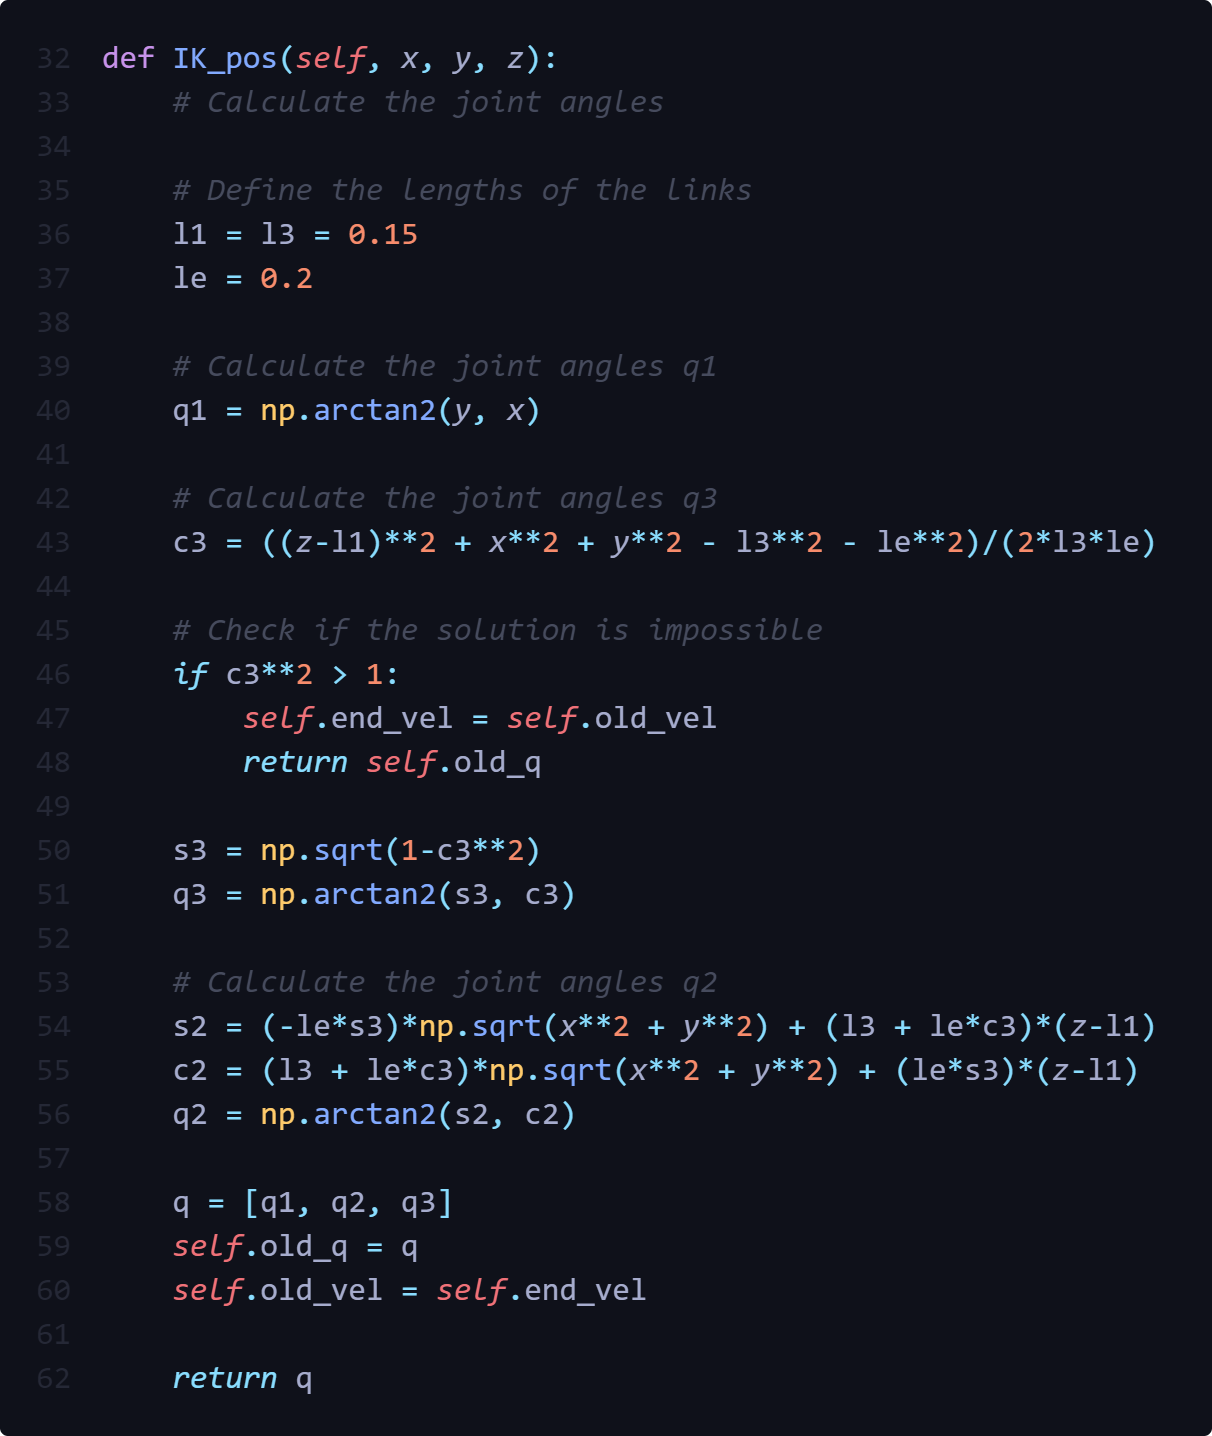 32 def IK_pos(self, x, y, z):
33     # Calculate the joint angles
34
35     # Define the lengths of the links
36     l1 = l3 = 0.15
37     le = 0.2
38
39     # Calculate the joint angles q1
40     q1 = np.arctan2(y, x)
41
42     # Calculate the joint angles q3
43     c3 = ((z-l1)**2 + x**2 + y**2 - l3**2 - le**2)/(2*l3*le)
44
45     # Check if the solution is impossible
46     if c3**2 > 1:
47         self.end_vel = self.old_vel
48         return self.old_q
49
50     s3 = np.sqrt(1-c3**2)
51     q3 = np.arctan2(s3, c3)
52
53     # Calculate the joint angles q2
54     s2 = (-le*s3)*np.sqrt(x**2 + y**2) + (l3 + le*c3)*(z-l1)
55     c2 = (l3 + le*c3)*np.sqrt(x**2 + y**2) + (le*s3)*(z-l1)
56     q2 = np.arctan2(s2, c2)
57
58     q = [q1, q2, q3]
59     self.old_q = q
60     self.old_vel = self.end_vel
61
62     return q